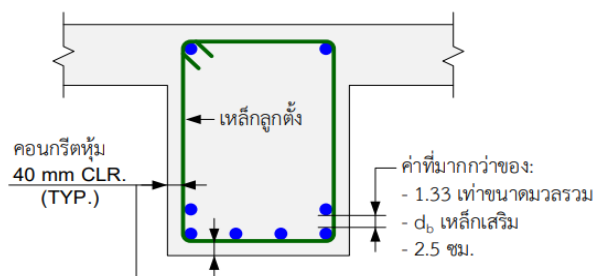 เหล็กลูกตั้ง
คอนกรีตหุ้ม
40 mm CLR.
(TYP.)
ค่าที่มากกว่าของ:
- 1.33 เท่าขนาดมวลรวม
- db เหล็กเสริม
- 2.5 ซม.